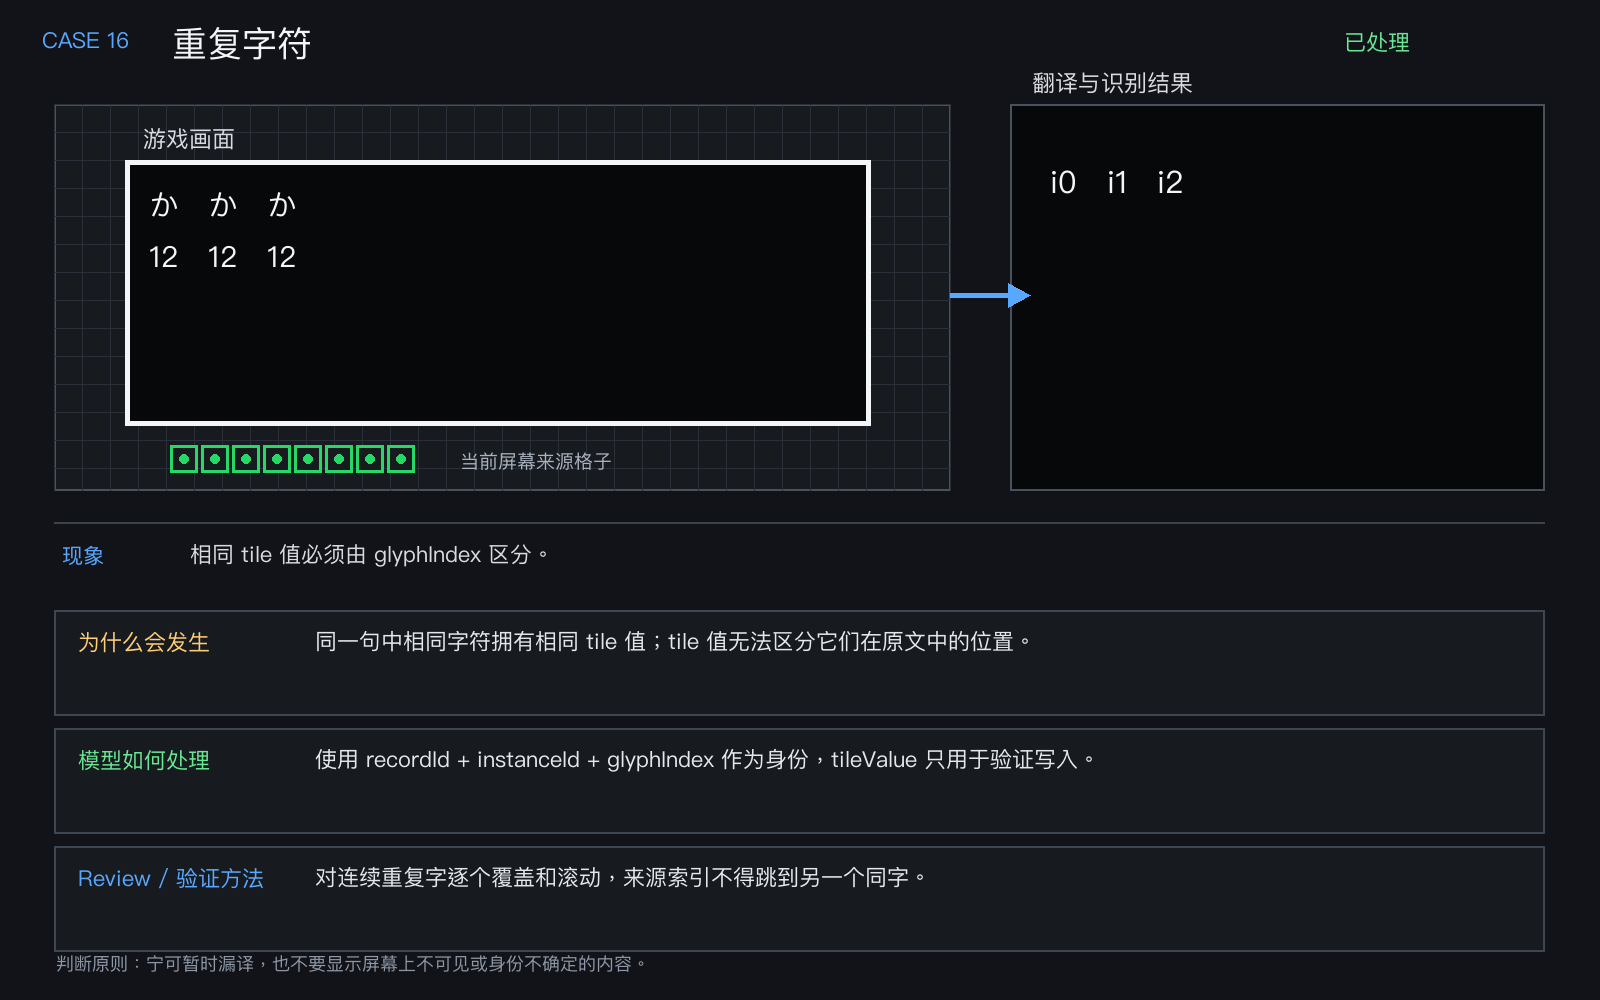 CASE 16 重复字符 已处理
翻译与识别结果
游戏画面
か か か
12 12 12
i0 i1 i2
当前屏幕来源格子
现象 相同 tile 值必须由 glyphIndex 区分。
为什么会发生 同一句中相同字符拥有相同 tile 值；tile 值无法区分它们在原文中的位置。
模型如何处理 使用 recordId + instanceId + glyphIndex 作为身份，tileValue 只用于验证写入。
Review / 验证方法 对连续重复字逐个覆盖和滚动，来源索引不得跳到另一个同字。
判断原则：宁可暂时漏译，也不要显示屏幕上不可见或身份不确定的内容。